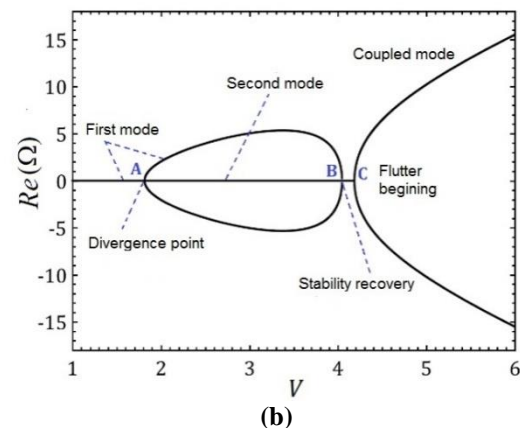 15
10
5
0
-5
-10
-15
Re(Ω)
Coupled mode
Second mode
First mode
A
B
C
Flutter
begining
Divergence point
Stability recovery
1
2
3
4
5
6
V
(b)